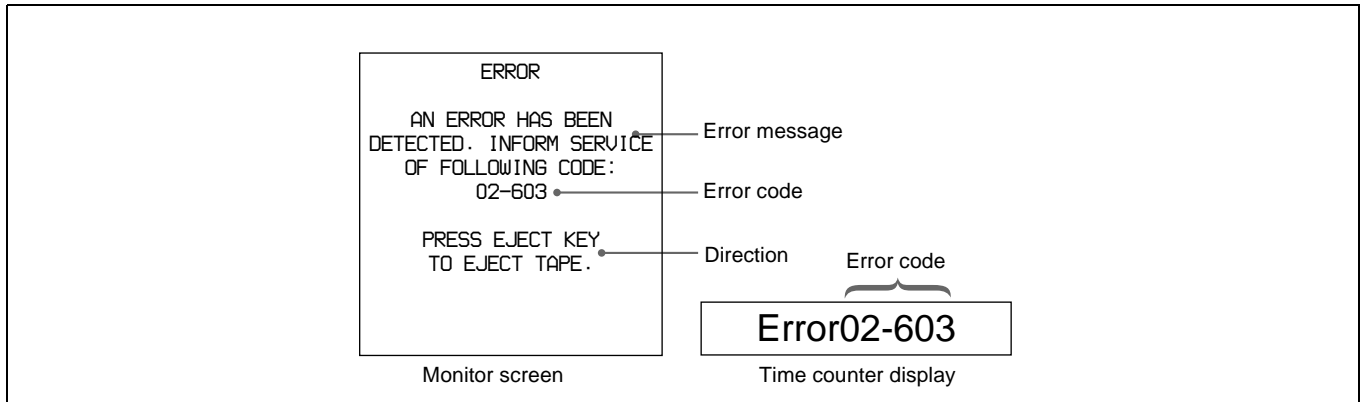 ERROR
AN ERROR HAS BEEN
DETECTED. INFORM SERVICE
OF FOLLOWING CODE:
02-603
PRESS EJECT KEY
TO EJECT TAPE.
Error message
Error code
Direction
Monitor screen
Error code
Error02-603
Time counter display